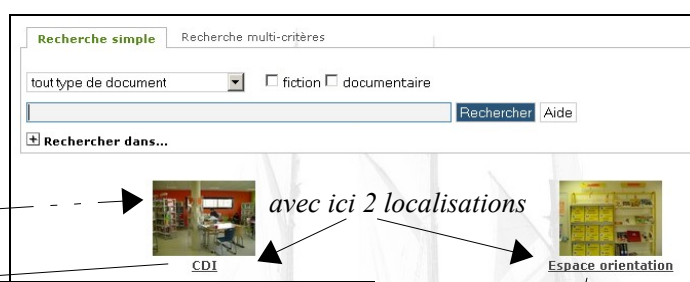 Recherche simple Recherche multi-critères
tout type de document fiction documentaire
Rechercher Aide
Rechercher dans...
avec ici 2 localisations
CDI Espace orientation